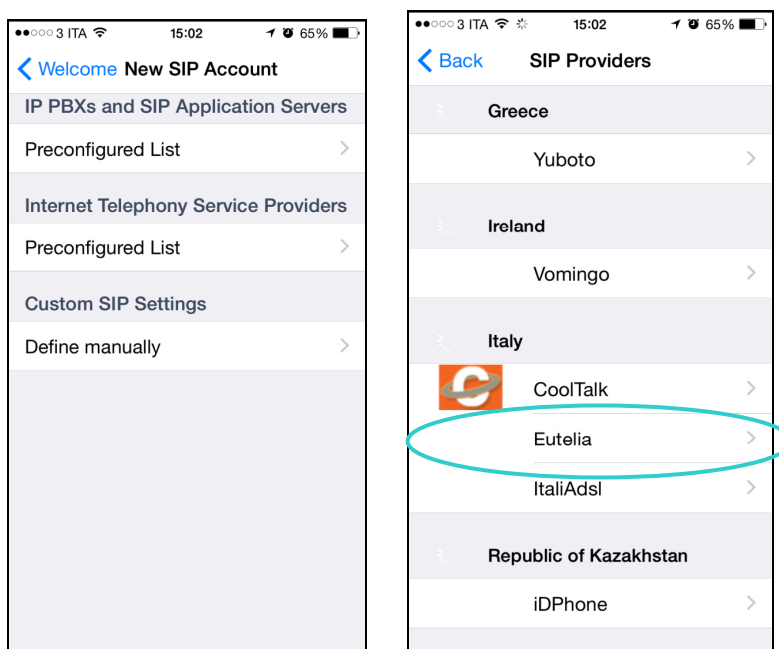 3 ITA 15:02 65%
Welcome New SIP Account
IP PBXs and SIP Application Servers
Preconfigured List
Internet Telephony Service Providers
Preconfigured List
Custom SIP Settings
Define manually
3 ITA 15:02 65%
Back SIP Providers
Greece
Yuboto
Ireland
Vomingo
Italy
C
CoolTalk
Eutelia
ItaliAdsl
Republic of Kazakhstan
iDPhone